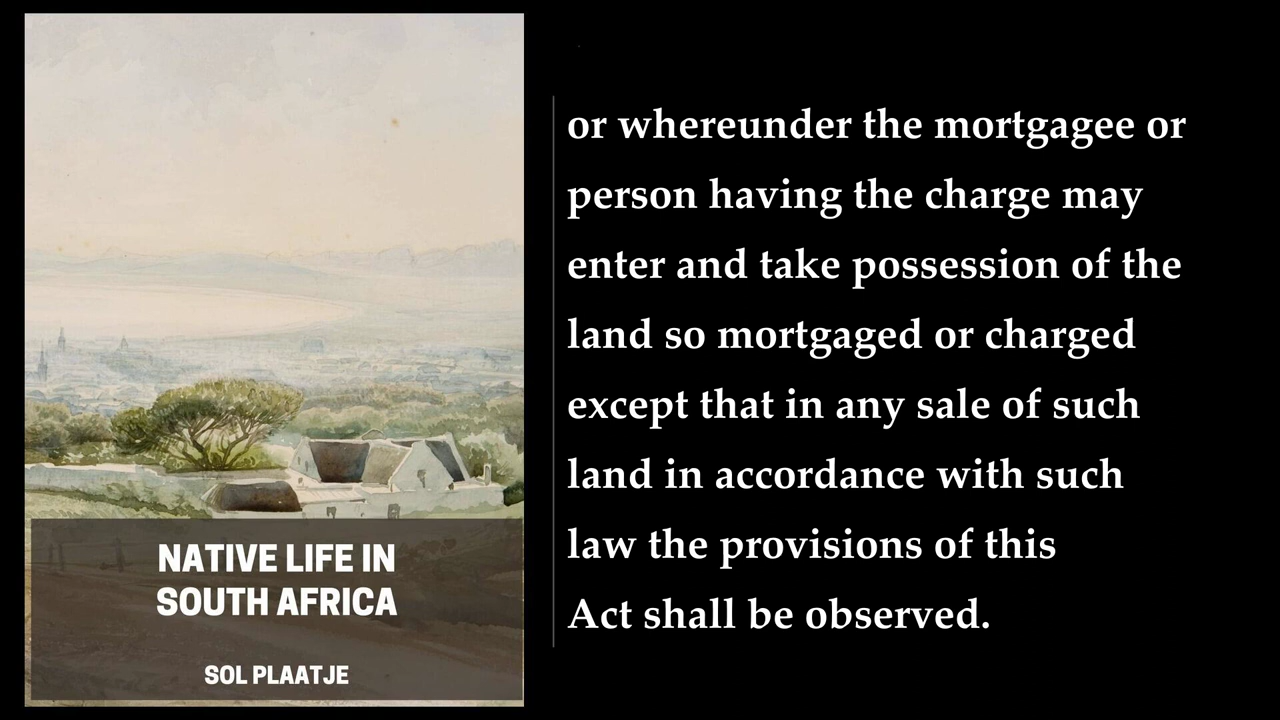 or whereunder the mortgagee or
person having the charge may
enter and take possession of the
land so mortgaged or charged
except that in any sale of such
land in accordance with such
law the provisions of this
Act shall be observed.
NATIVE LIFE IN
SOUTH AFRICA
SOL PLAATJE